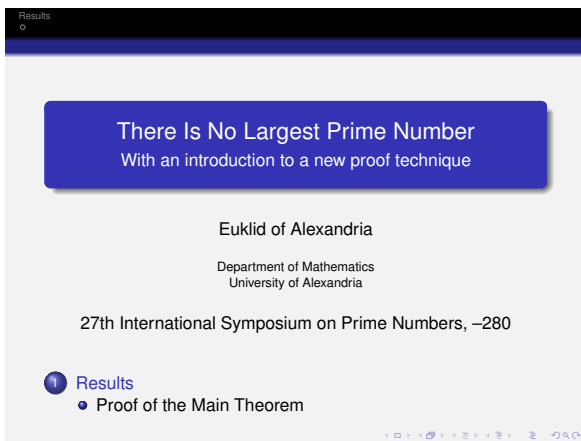 Results
There Is No Largest Prime Number
With an introduction to a new proof technique
Euklid of Alexandria
Department of Mathematics
University of Alexandria
27th International Symposium on Prime Numbers, –280
1 Results
Proof of the Main Theorem